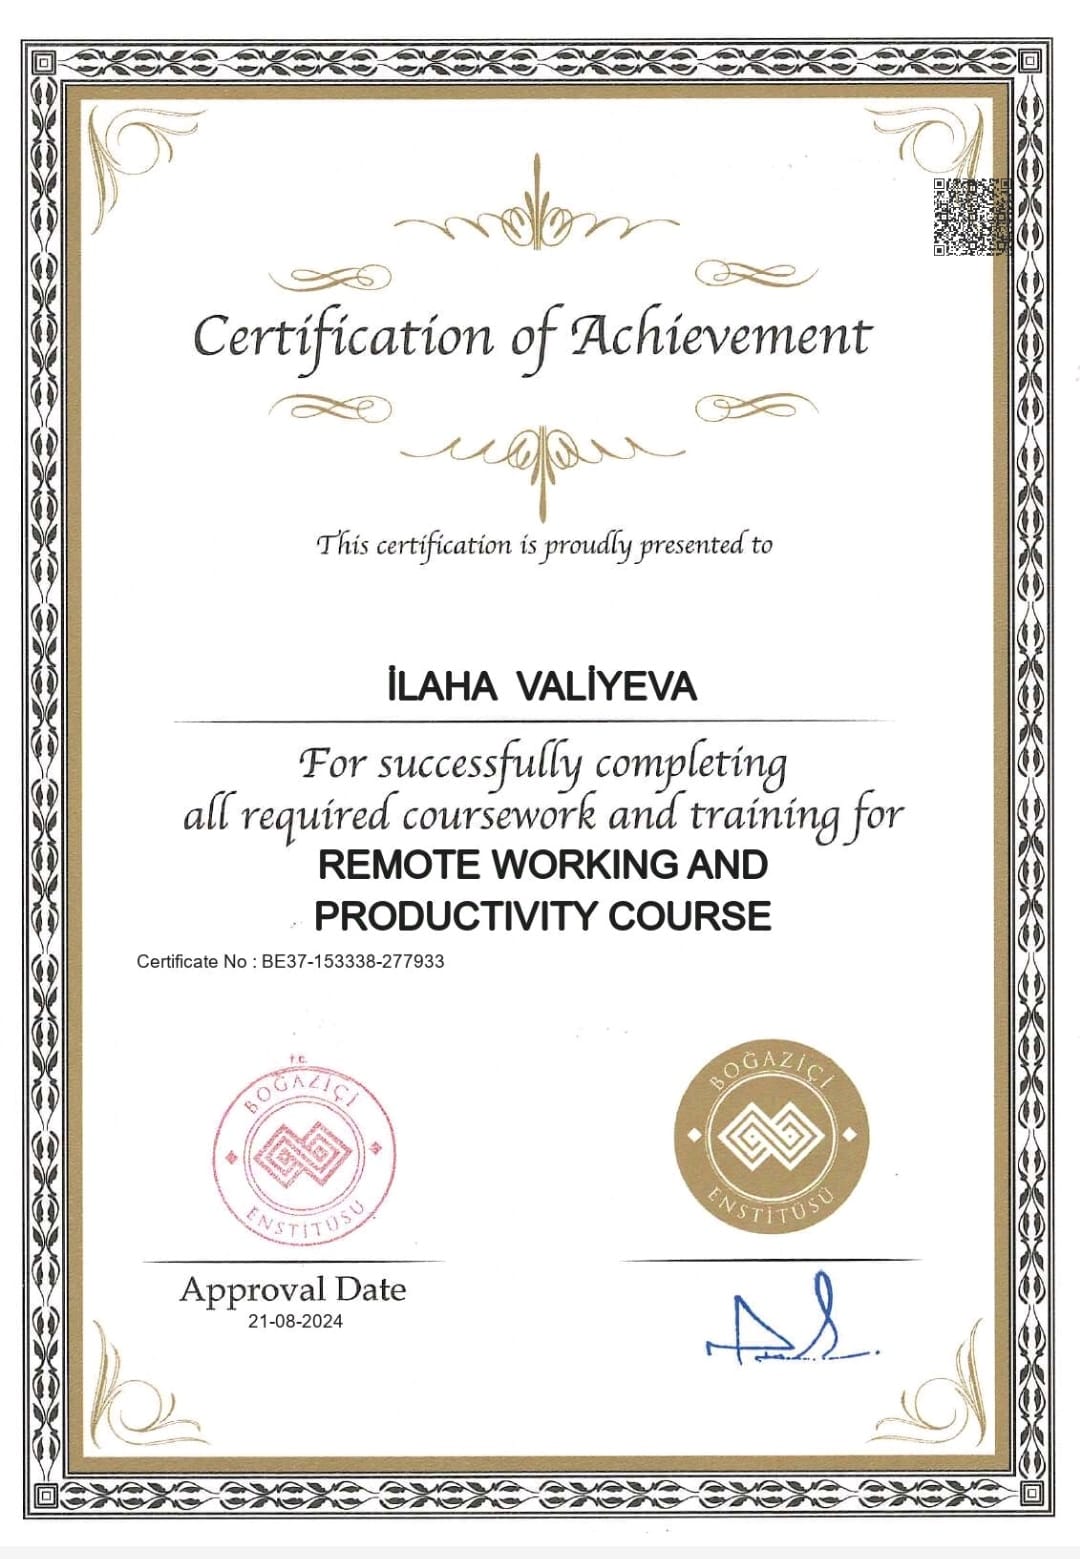 Certification of Achievement
This certification is proudly presented to
İLAHA VALİYEVA
For successfully completing
all required coursework and training for
REMOTE WORKING AND
PRODUCTIVITY COURSE
Certificate No : BE37-153338-277933
T.C.
BOĞAZİÇİ
ENSTİTÜSÜ
BOĞAZİÇİ
ENSTİTÜSÜ
Approval Date
21-08-2024